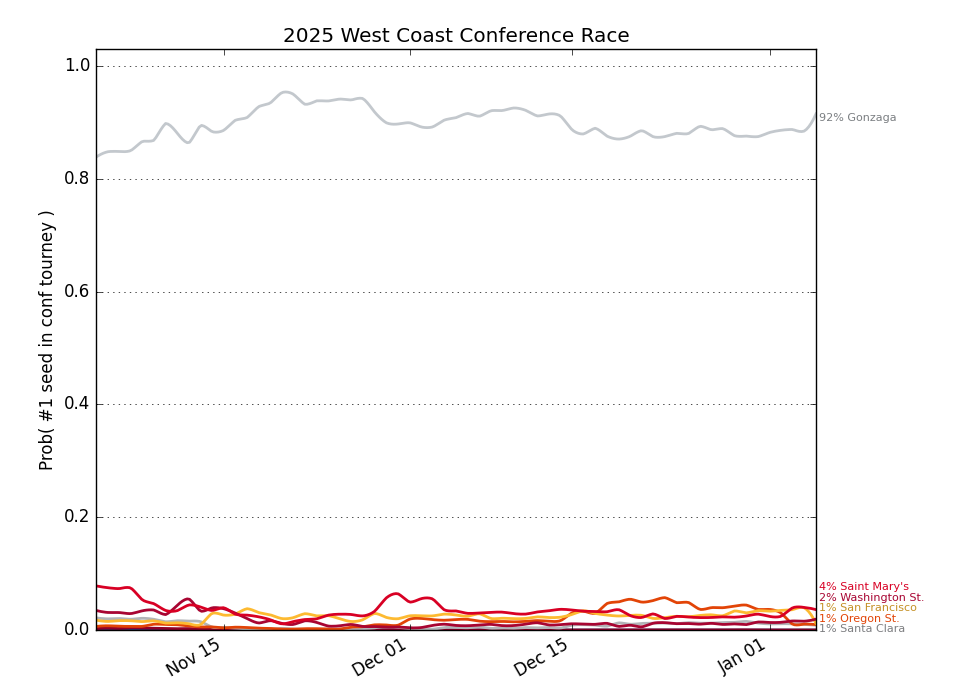 2025 West Coast Conference Race
Prob( #1 seed in conf tourney )
1.0
0.8
0.6
0.4
0.2
0.0
Nov 15
Dec 01
Dec 15
Jan 01
92% Gonzaga
4% Saint Mary's
2% Washington St.
1% San Francisco
1% Oregon St.
1% Santa Clara